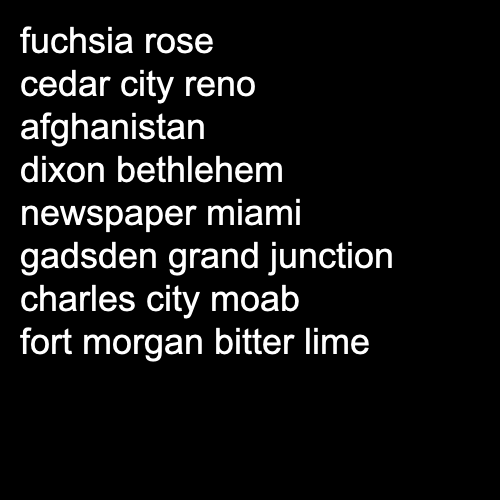 fuchsia rose
cedar city reno
afghanistan
dixon bethlehem
newspaper miami
gadsden grand junction
charles city moab
fort morgan bitter lime